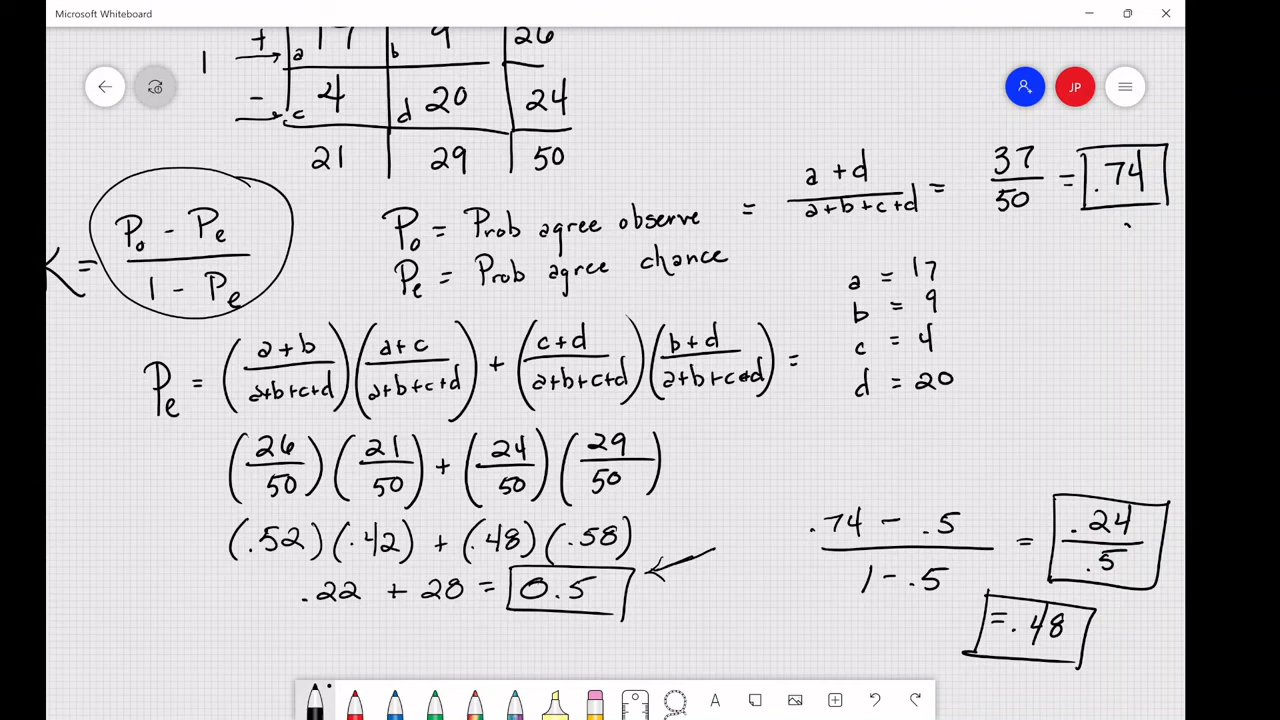 Microsoft Whiteboard
1 + a 17 b 9 26
- c 4 d 20 24
21 29 50
K = Po - Pe / 1 - Pe
Po = Prob agree observe = a + d / a+b+c+d = 37 / 50 = .74
Pe = Prob agree chance
a = 17
b = 9
c = 4
d = 20
Pe = (a+b / a+b+c+d) (a+c / a+b+c+d) + (c+d / a+b+c+d) (b+d / a+b+c+d) =
(26 / 50) (21 / 50) + (24 / 50) (29 / 50)
(.52) (.42) + (.48) (.58)
.22 + 28 = 0.5
.74 - .5 / 1 - .5 = .24 / .5
= .48
JP
A